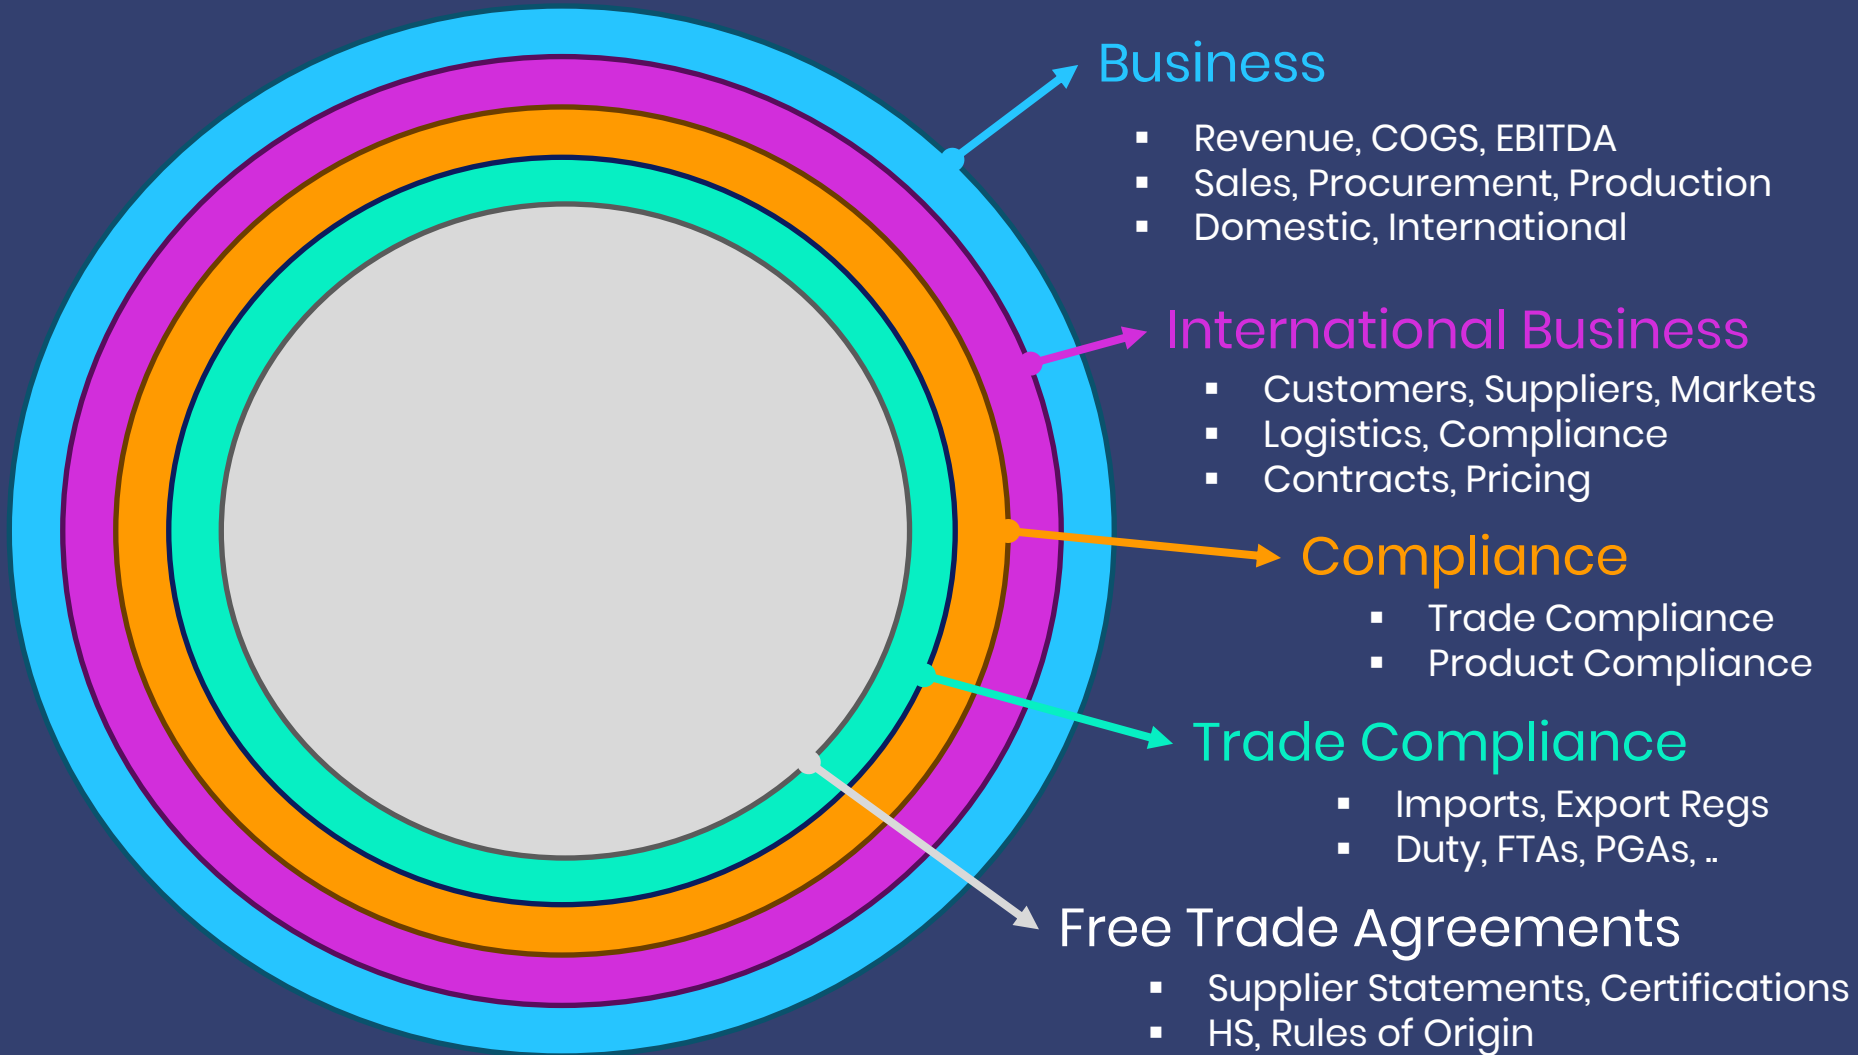 Business
▪ Revenue, COGS, EBITDA
▪ Sales, Procurement, Production
▪ Domestic, International
International Business
▪ Customers, Suppliers, Markets
▪ Logistics, Compliance
▪ Contracts, Pricing
Compliance
▪ Trade Compliance
▪ Product Compliance
Trade Compliance
▪ Imports, Export Regs
▪ Duty, FTAs, PGAs, ..
Free Trade Agreements
▪ Supplier Statements, Certifications
▪ HS, Rules of Origin